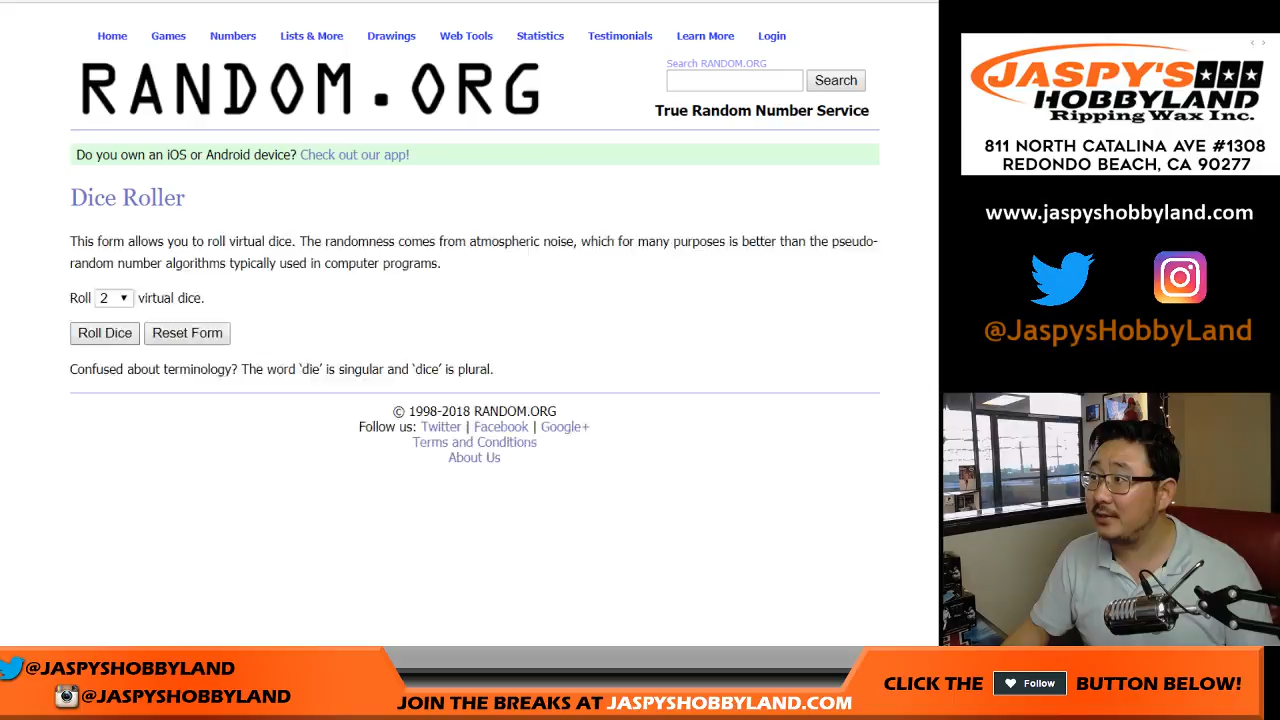 Home Games Numbers Lists & More Drawings Web Tools Statistics Testimonials Learn More Login
RANDOM.ORG
Search RANDOM.ORG
Search
True Random Number Service
Do you own an iOS or Android device? Check out our app!
Dice Roller
This form allows you to roll virtual dice. The randomness comes from atmospheric noise, which for many purposes is better than the pseudo-
random number algorithms typically used in computer programs.
Roll 2 virtual dice.
Roll Dice Reset Form
Confused about terminology? The word ‘die’ is singular and ‘dice’ is plural.
© 1998-2018 RANDOM.ORG
Follow us: Twitter | Facebook | Google+
Terms and Conditions
About Us
JASPY'S
HOBBYLAND
Ripping Wax Inc.
811 NORTH CATALINA AVE #1308
REDONDO BEACH, CA 90277
www.jaspyshobbyland.com
@JaspysHobbyLand
@JASPYSHOBBYLAND
@JASPYSHOBBYLAND
JOIN THE BREAKS AT JASPYSHOBBYLAND.COM
CLICK THE Follow BUTTON BELOW!